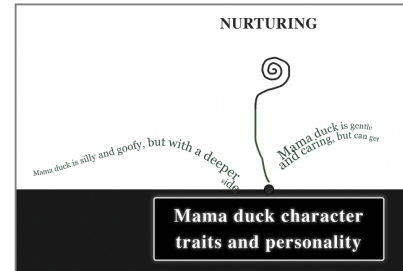 NURTURING
Mama duck is silly and goofy, but with a deeper
side
Mama duck is gentle
and caring, but can get
Mama duck character
traits and personality